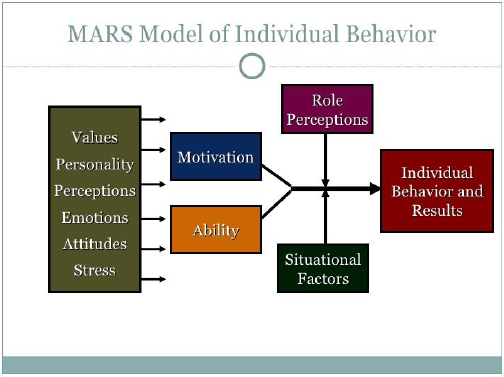 MARS Model of Individual Behavior
Values
Personality
Perceptions
Emotions
Attitudes
Stress
Motivation
Ability
Role
Perceptions
Situational
Factors
Individual
Behavior and
Results